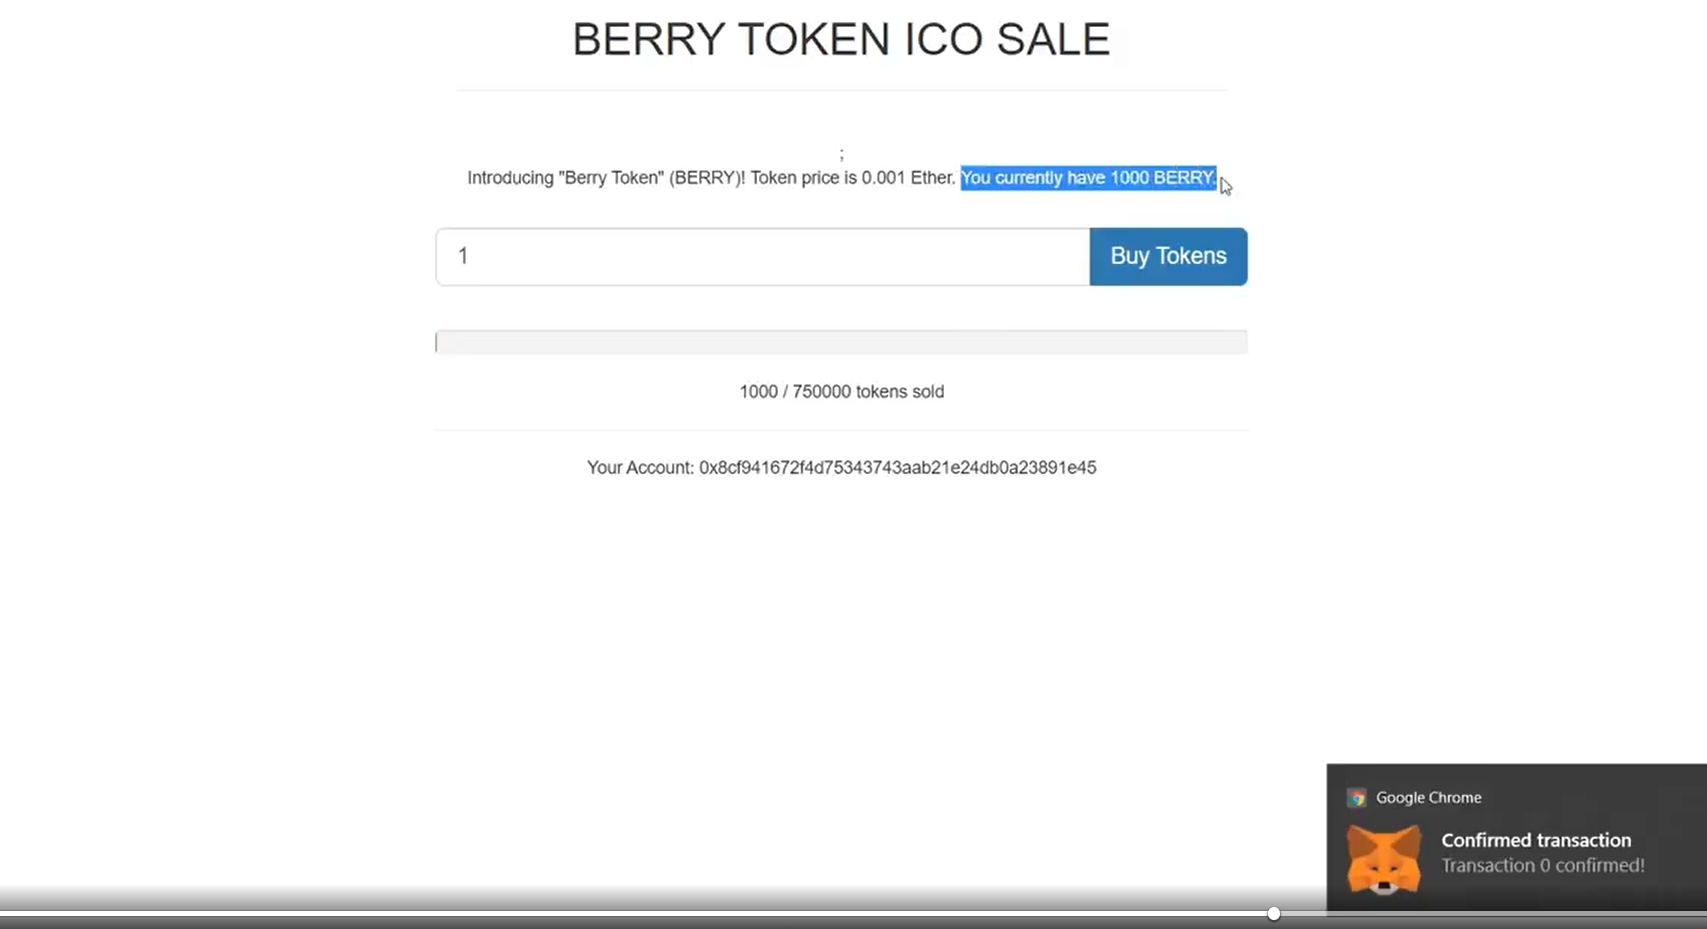 BERRY TOKEN ICO SALE
;
Introducing "Berry Token" (BERRY)! Token price is 0.001 Ether. You currently have 1000 BERRY.
1
Buy Tokens
1000 / 750000 tokens sold
Your Account: 0x8cf941672f4d75343743aab21e24db0a23891e45
Google Chrome
Confirmed transaction
Transaction 0 confirmed!